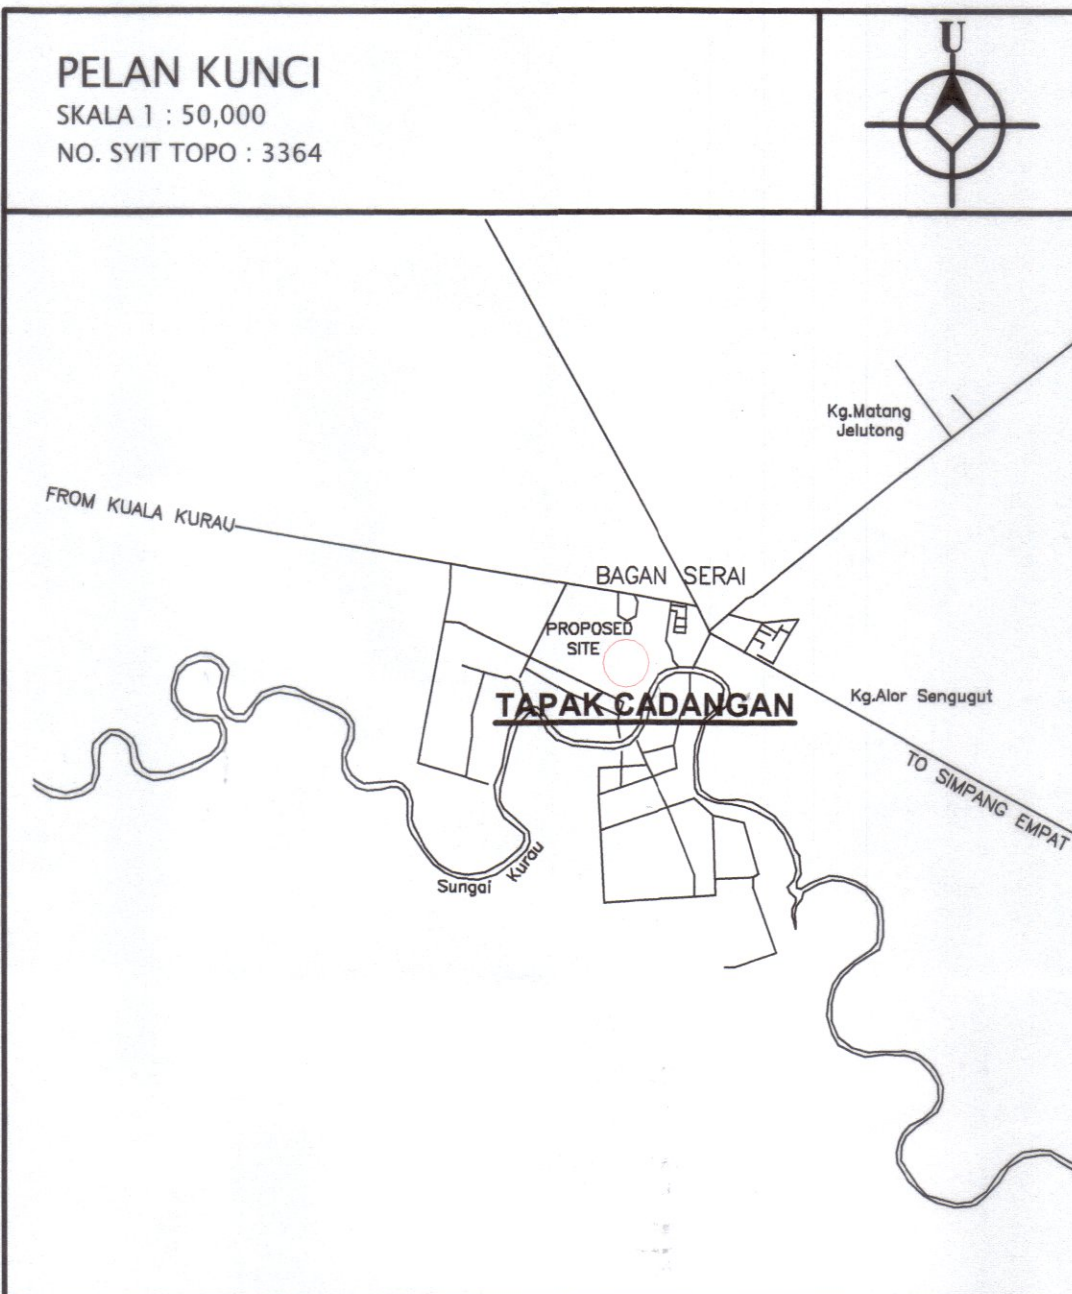 PELAN KUNCI
SKALA 1 : 50,000
NO. SYIT TOPO : 3364
U
Kg.Matang
Jelutong
FROM KUALA KURAU
BAGAN SERAI
PROPOSED
SITE
TAPAK CADANGAN
Kg.Alor Sengugut
TO SIMPANG EMPAT
Sungai Kurau